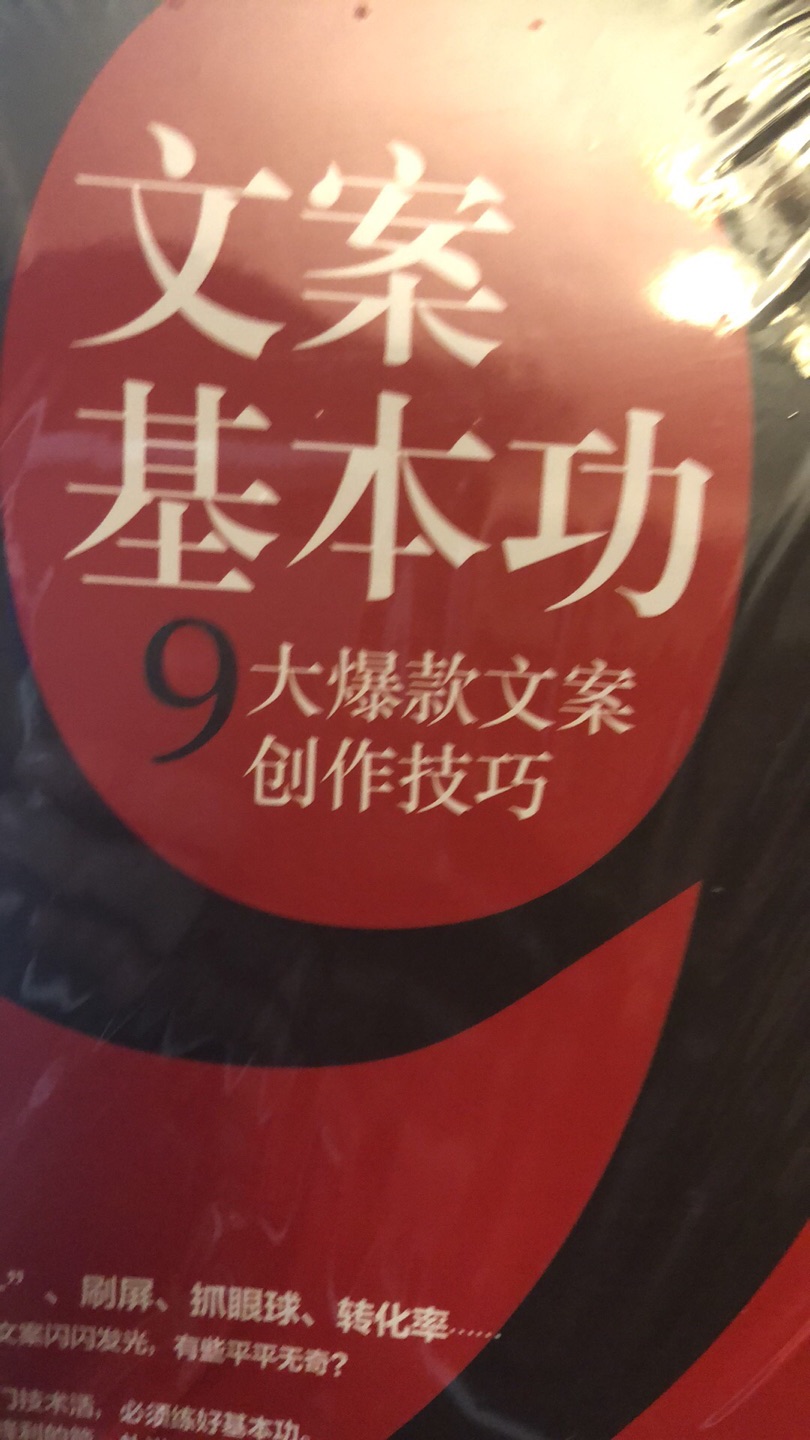 文案
基本功
9大爆款文案
创作技巧
”、刷屏、抓眼球、转化率……
文案闪闪发光，有些平平无奇？
门技术活，必须练好基本功。